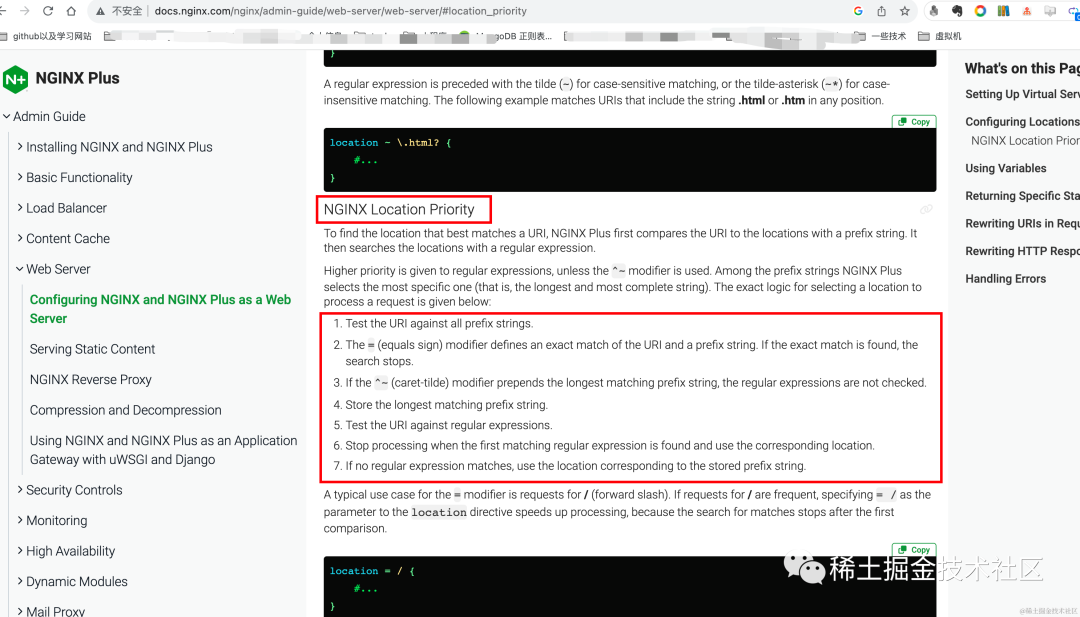 不安全 docs.nginx.com/nginx/admin-guide/web-server/web-server/#location_priority
github以及学习网站
DB 正则表...
一些技术
虚拟机
N+ NGINX Plus
Admin Guide
Installing NGINX and NGINX Plus
Basic Functionality
Load Balancer
Content Cache
Web Server
Configuring NGINX and NGINX Plus as a Web
Server
Serving Static Content
NGINX Reverse Proxy
Compression and Decompression
Using NGINX and NGINX Plus as an Application
Gateway with uWSGI and Django
Security Controls
Monitoring
High Availability
Dynamic Modules
Mail Proxy
}
A regular expression is preceded with the tilde (~) for case-sensitive matching, or the tilde-asterisk (~*) for case-
insensitive matching. The following example matches URIs that include the string .html or .htm in any position.
Copy
location ~ \.html? {
#...
}
NGINX Location Priority
To find the location that best matches a URI, NGINX Plus first compares the URI to the locations with a prefix string. It
then searches the locations with a regular expression.
Higher priority is given to regular expressions, unless the ^~ modifier is used. Among the prefix strings NGINX Plus
selects the most specific one (that is, the longest and most complete string). The exact logic for selecting a location to
process a request is given below:
1. Test the URI against all prefix strings.
2. The = (equals sign) modifier defines an exact match of the URI and a prefix string. If the exact match is found, the
search stops.
3. If the ^~ (caret-tilde) modifier prepends the longest matching prefix string, the regular expressions are not checked.
4. Store the longest matching prefix string.
5. Test the URI against regular expressions.
6. Stop processing when the first matching regular expression is found and use the corresponding location.
7. If no regular expression matches, use the location corresponding to the stored prefix string.
A typical use case for the = modifier is requests for / (forward slash). If requests for / are frequent, specifying = / as the
parameter to the location directive speeds up processing, because the search for matches stops after the first
comparison.
Copy
location = / {
#...
}
What's on this Pag
Setting Up Virtual Serv
Configuring Locations
NGINX Location Prior
Using Variables
Returning Specific Sta
Rewriting URIs in Requ
Rewriting HTTP Respo
Handling Errors
稀土掘金技术社区
@稀土掘金技术社区